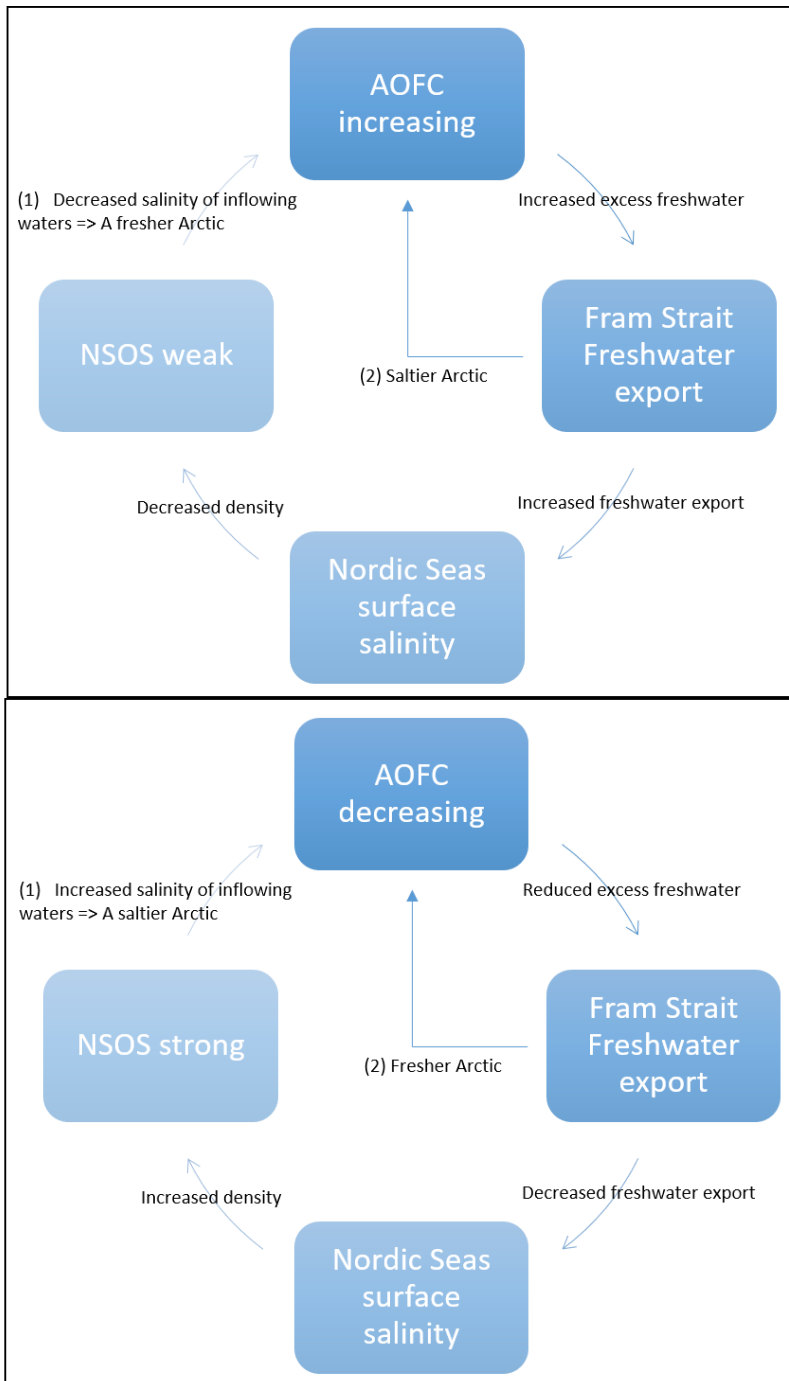 AOFC
increasing
(1) Decreased salinity of inflowing
waters => A fresher Arctic
Increased excess freshwater
NSOS weak
Fram Strait
Freshwater
export
(2) Saltier Arctic
Decreased density
Increased freshwater export
Nordic Seas
surface
salinity
AOFC
decreasing
(1) Increased salinity of inflowing
waters => A saltier Arctic
Reduced excess freshwater
NSOS strong
Fram Strait
Freshwater
export
(2) Fresher Arctic
Increased density
Decreased freshwater export
Nordic Seas
surface
salinity